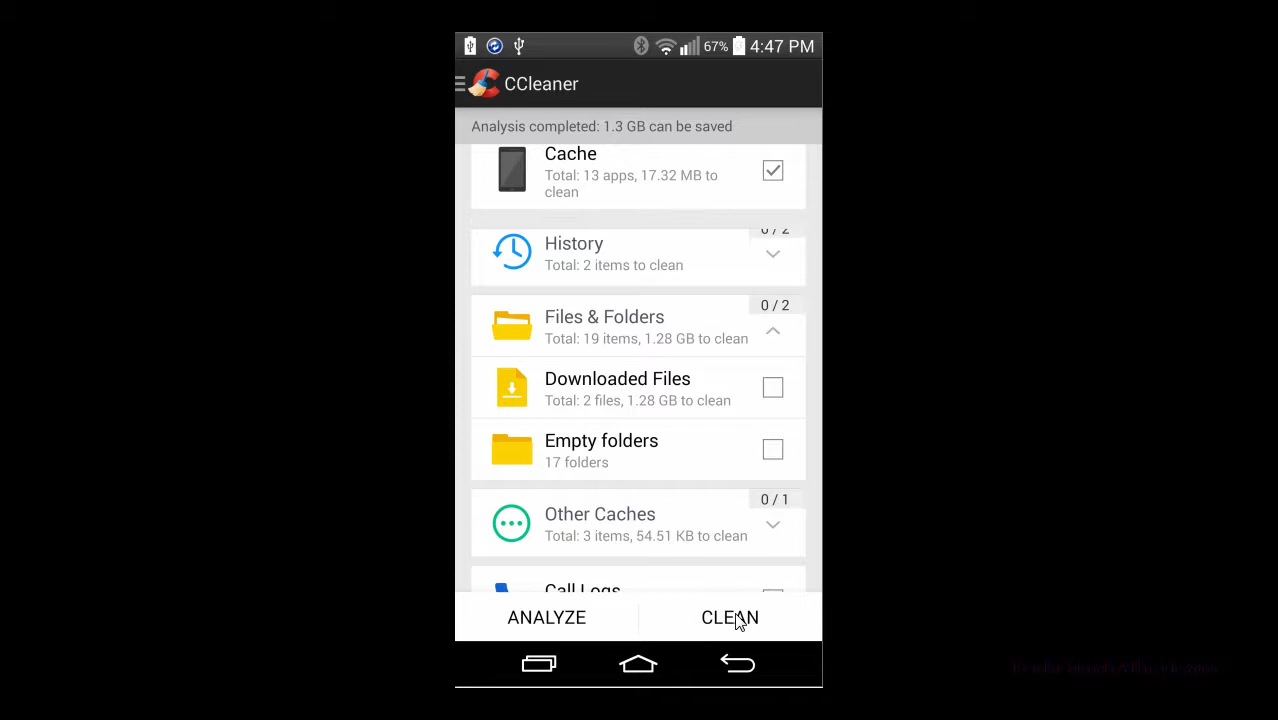 67% 4:47 PM
CCleaner
Analysis completed: 1.3 GB can be saved
Cache
Total: 13 apps, 17.32 MB to
clean
0 / 2
History
Total: 2 items to clean
0 / 2
Files & Folders
Total: 19 items, 1.28 GB to clean
Downloaded Files
Total: 2 files, 1.28 GB to clean
Empty folders
17 folders
0 / 1
Other Caches
Total: 3 items, 54.51 KB to clean
Call Logs
ANALYZE CLEAN